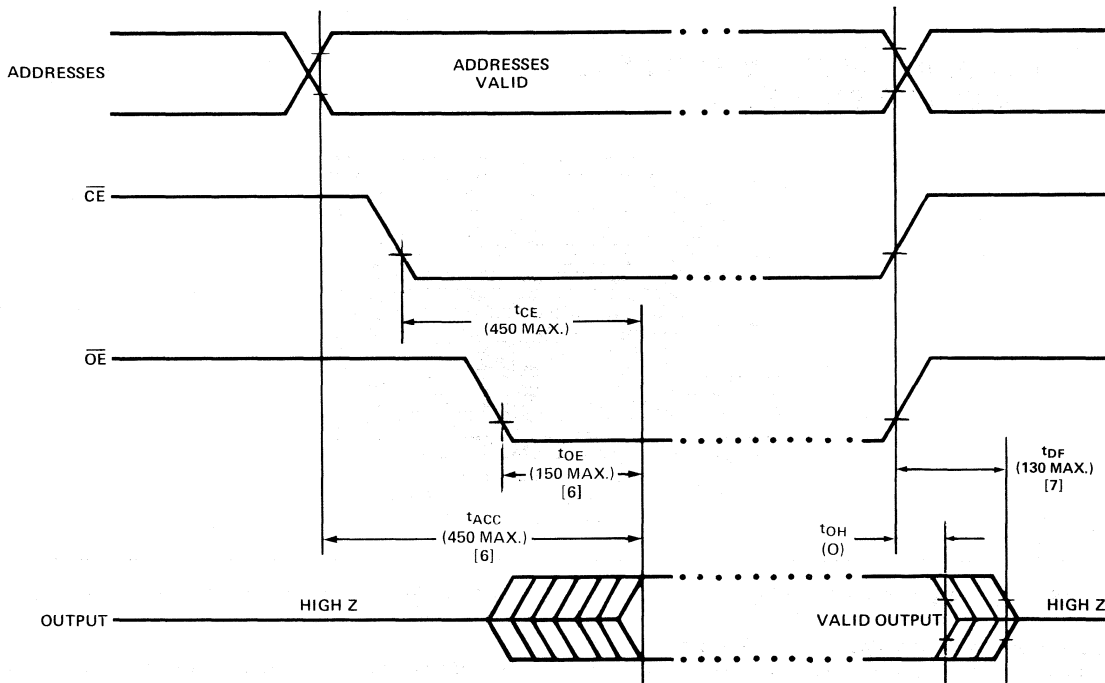 ADDRESSES
ADDRESSES
VALID
CE
tCE
(450 MAX.)
OE
tOE
(150 MAX.)
[6]
tDF
(130 MAX.)
[7]
tACC
(450 MAX.)
[6]
tOH
(O)
OUTPUT
HIGH Z
VALID OUTPUT
HIGH Z